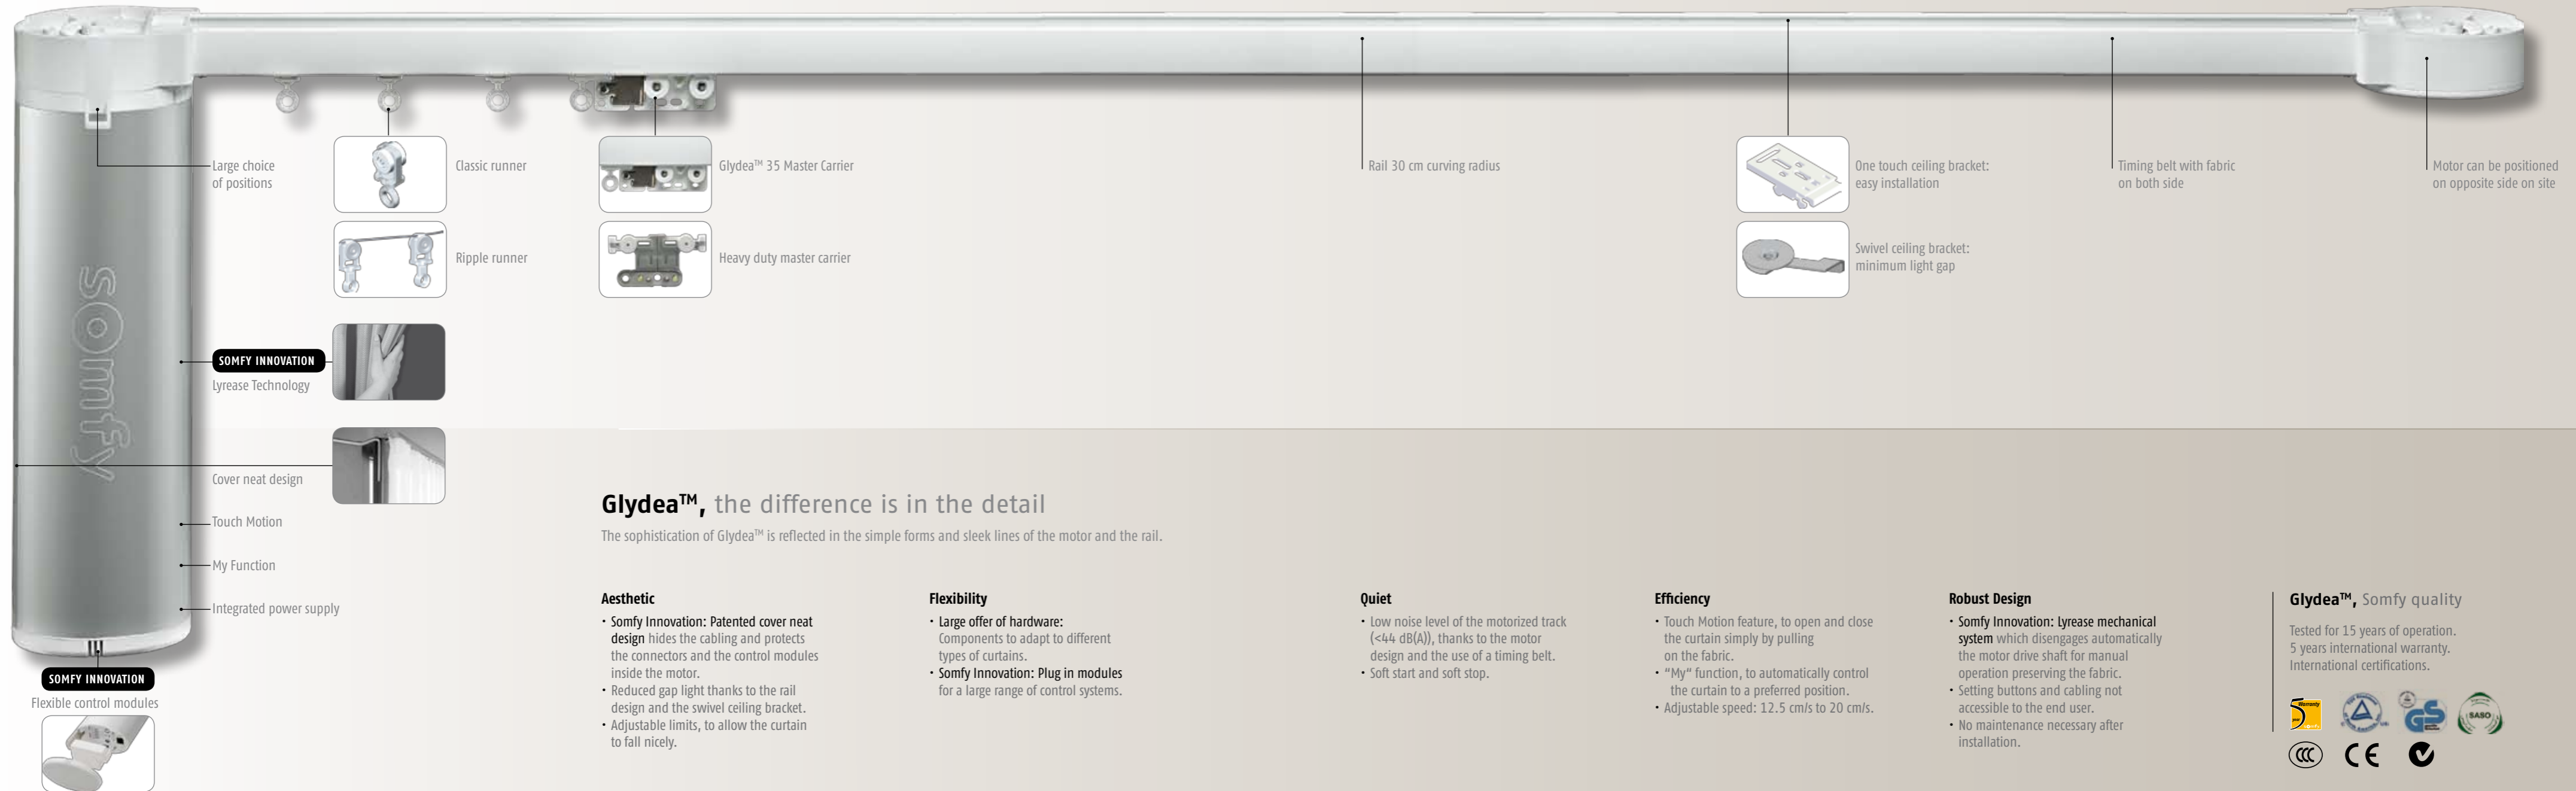 Large choice
of positions
Classic runner
Glydea™ 35 Master Carrier
Rail 30 cm curving radius
One touch ceiling bracket:
easy installation
Timing belt with fabric
on both side
Motor can be positioned
on opposite side on site
Ripple runner
Heavy duty master carrier
Swivel ceiling bracket:
minimum light gap
somfy
SOMFY INNOVATION
Lyrease Technology
Cover neat design
Touch Motion
My Function
Integrated power supply
SOMFY INNOVATION
Flexible control modules
Glydea™, the difference is in the detail
The sophistication of Glydea™ is reflected in the simple forms and sleek lines of the motor and the rail.
Aesthetic
• Somfy Innovation: Patented cover neat
design hides the cabling and protects
the connectors and the control modules
inside the motor.
• Reduced gap light thanks to the rail
design and the swivel ceiling bracket.
• Adjustable limits, to allow the curtain
to fall nicely.
Flexibility
• Large offer of hardware:
Components to adapt to different
types of curtains.
• Somfy Innovation: Plug in modules
for a large range of control systems.
Quiet
• Low noise level of the motorized track
(<44 dB(A)), thanks to the motor
design and the use of a timing belt.
• Soft start and soft stop.
Efficiency
• Touch Motion feature, to open and close
the curtain simply by pulling
on the fabric.
• "My" function, to automatically control
the curtain to a preferred position.
• Adjustable speed: 12.5 cm/s to 20 cm/s.
Robust Design
• Somfy Innovation: Lyrease mechanical
system which disengages automatically
the motor drive shaft for manual
operation preserving the fabric.
• Setting buttons and cabling not
accessible to the end user.
• No maintenance necessary after
installation.
Glydea™, Somfy quality
Tested for 15 years of operation.
5 years international warranty.
International certifications.
5 Warranty
GS
SASO
CCC
CE